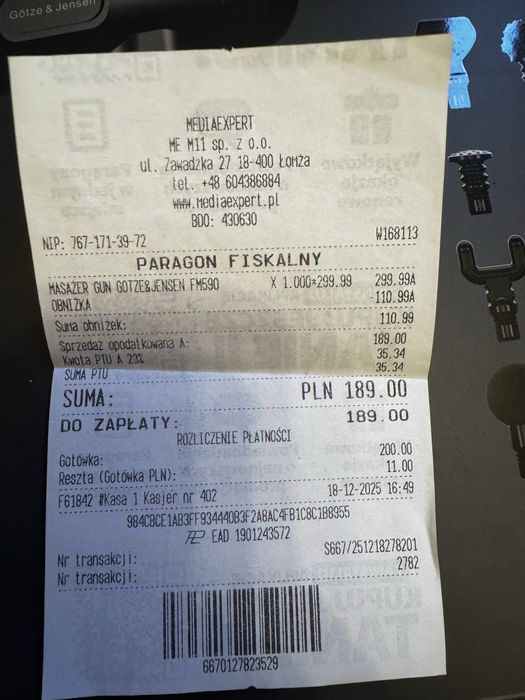 Götze & Jensen
MEDIAEXPERT
ME M11 sp. z o.o.
ul. Zawadzka 27 18-400 Łomża
tel. +48 604386884
www.mediaexpert.pl
BDO: 430630
NIP: 767-171-39-72 W168113
PARAGON FISKALNY
MASAŻER GUN GOTZE&JENSEN FM590 X 1.000*299.99 299.99A
OBNIŻKA -110.99A
Suma obniżek: 110.99
Sprzedaż opodatkowana A: 189.00
Kwota PTU A 23% 35.34
SUMA PTU 35.34
SUMA: PLN 189.00
DO ZAPŁATY: 189.00
ROZLICZENIE PŁATNOŚCI
Gotówka: 200.00
Reszta (Gotówka PLN): 11.00
F61842 #Kasa 1 Kasjer nr 402 18-12-2025 16:49
984CBCE1AB3FF934440B3F2A8AC4FB1C8C1B8955
EAD 1901243572
Nr transakcji: S667/251218278201
Nr transakcji: 2782
6670127823529